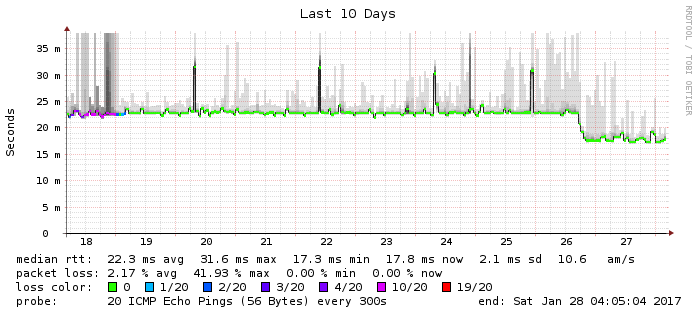 Last 10 Days
RRDTOOL / TOBI OETIKER
Seconds
35 m
30 m
25 m
20 m
15 m
10 m
5 m
0
18 19 20 21 22 23 24 25 26 27
median rtt: 22.3 ms avg 31.6 ms max 17.3 ms min 17.8 ms now 2.1 ms sd 10.6 am/s
packet loss: 2.17 % avg 41.93 % max 0.00 % min 0.00 % now
loss color: 0 1/20 2/20 3/20 4/20 10/20 19/20
probe: 20 ICMP Echo Pings (56 Bytes) every 300s end: Sat Jan 28 04:05:04 2017